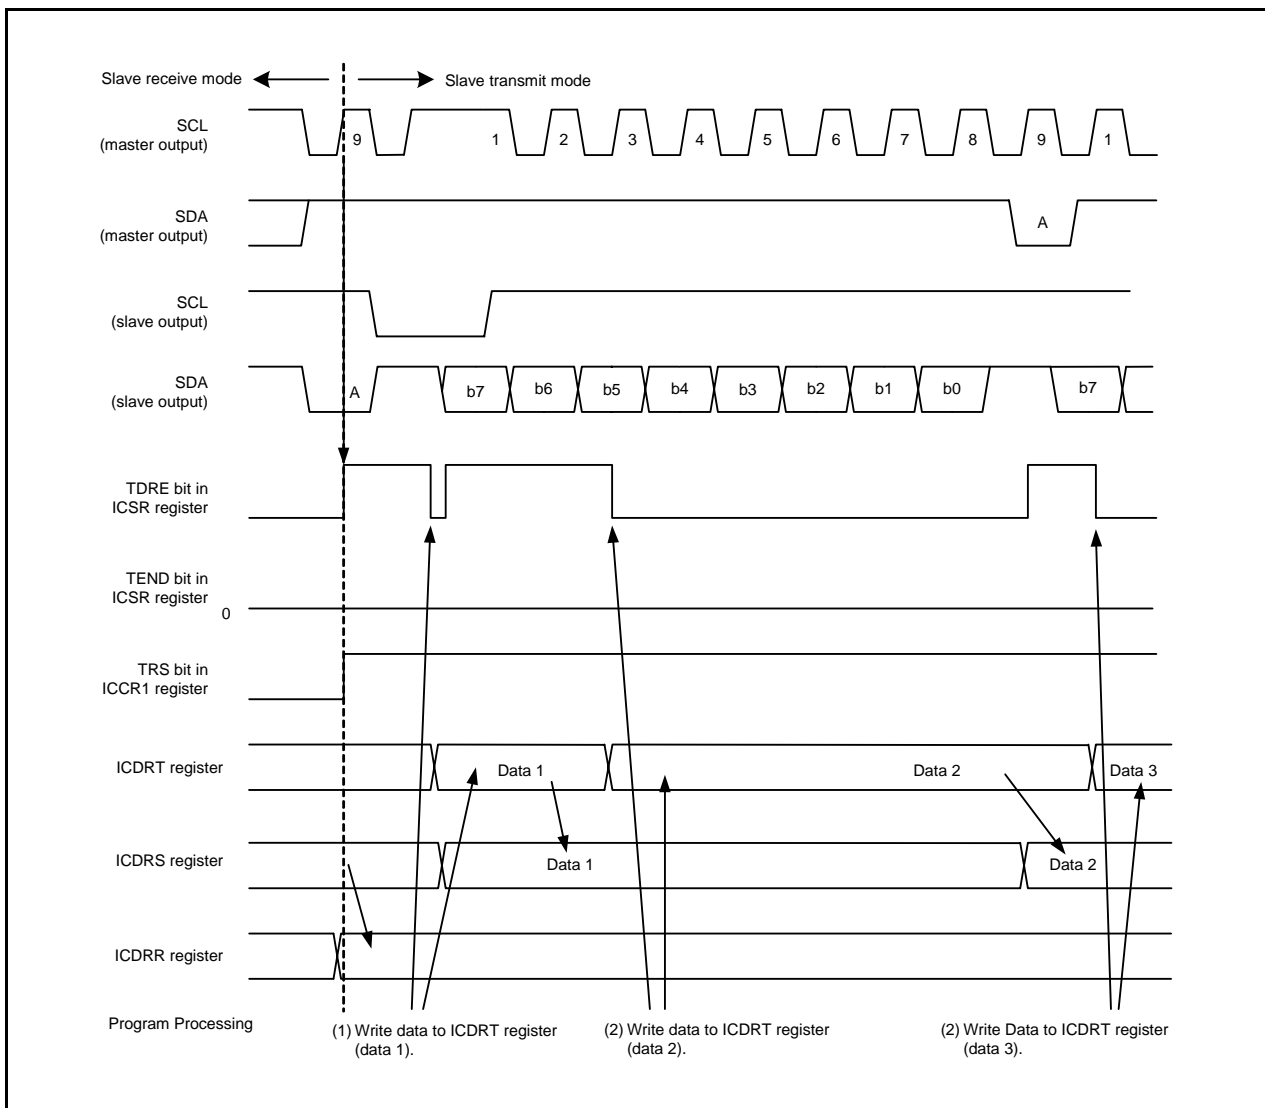 Slave receive mode
Slave transmit mode
SCL
(master output)
9 1 2 3 4 5 6 7 8 9 1
SDA
(master output)
A
SCL
(slave output)
SDA
(slave output)
A b7 b6 b5 b4 b3 b2 b1 b0 b7
TDRE bit in
ICSR register
TEND bit in
ICSR register
0
TRS bit in
ICCR1 register
ICDRT register
Data 1 Data 2 Data 3
ICDRS register
Data 1 Data 2
ICDRR register
Program Processing
(1) Write data to ICDRT register
(data 1).
(2) Write data to ICDRT register
(data 2).
(2) Write Data to ICDRT register
(data 3).